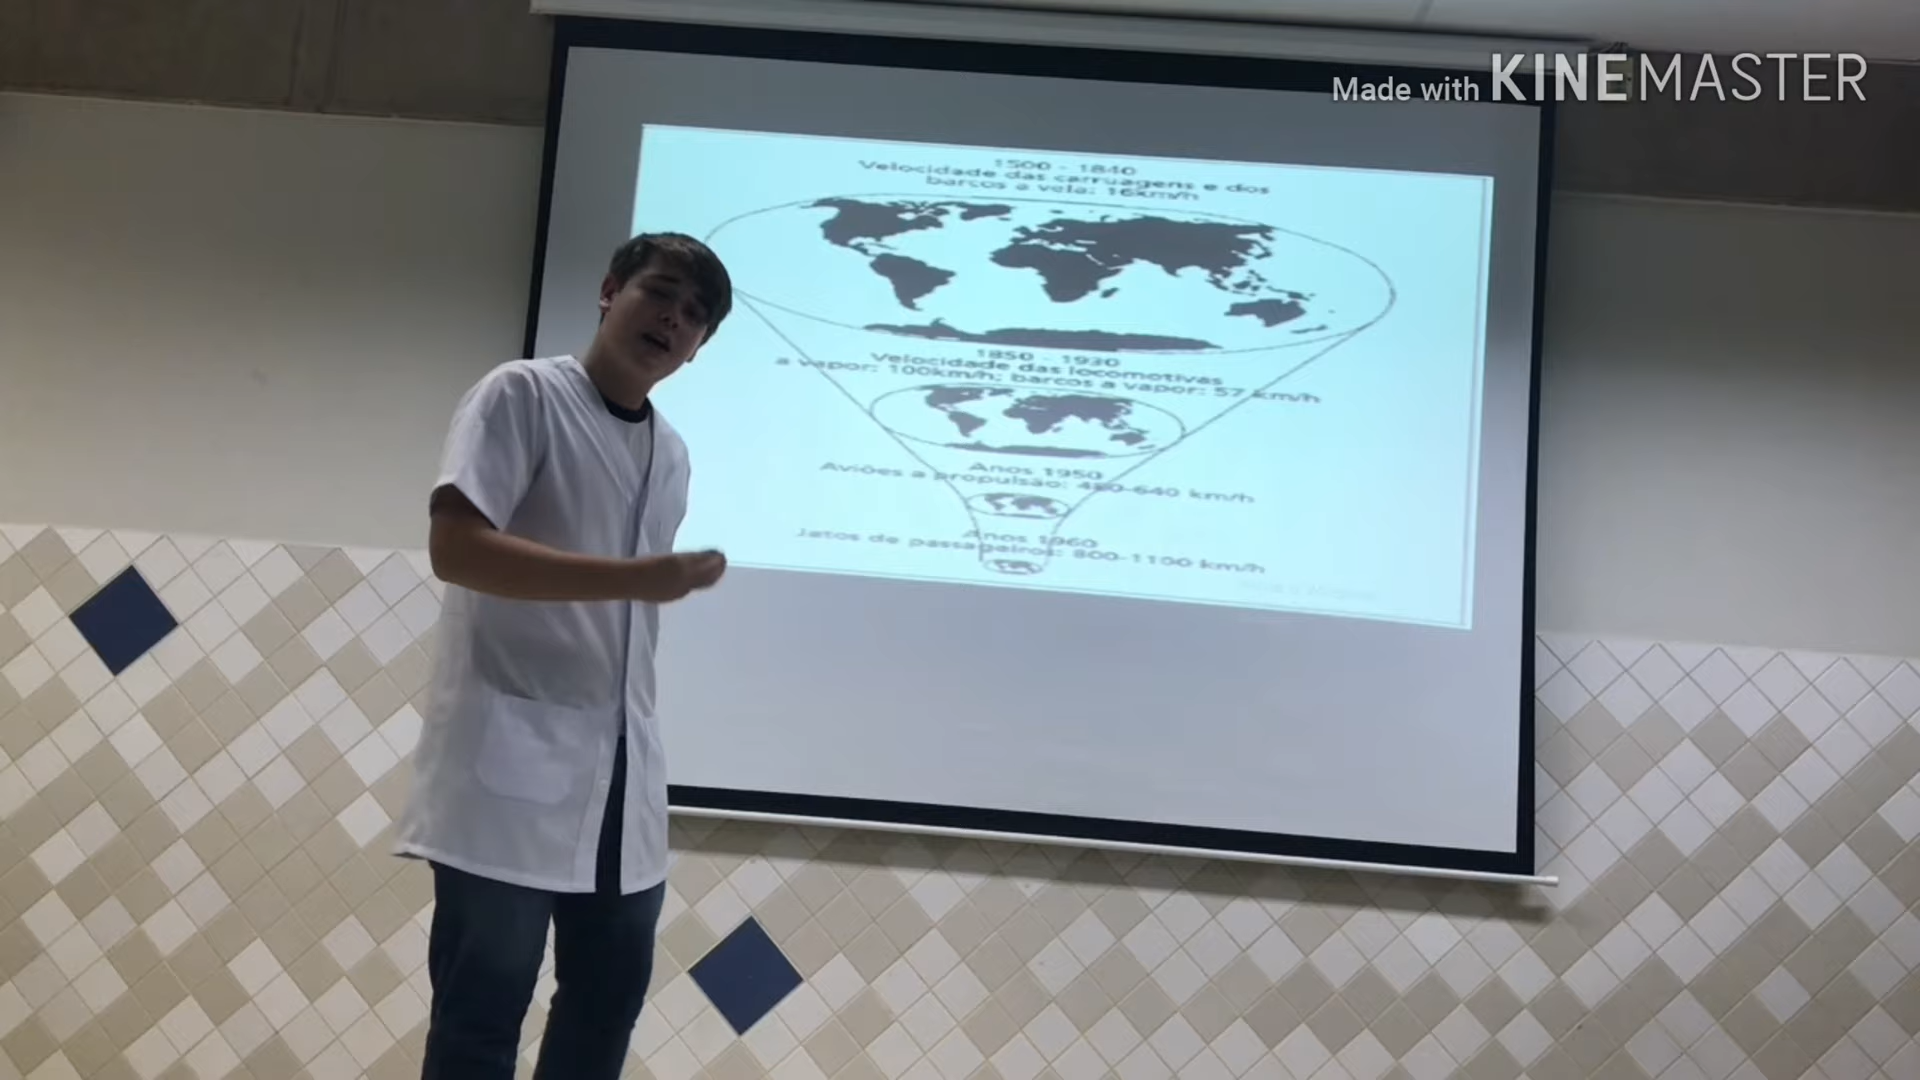 Made with KINEMASTER
1500 - 1840
Velocidade das carruagens e dos
barcos a vela: 16km/h
1850 - 1930
Velocidade das locomotivas
a vapor: 100km/h; barcos a vapor: 57 km/h
Anos 1950
Aviões a propulsão: 480-640 km/h
Anos 1960
Jatos de passageiros: 800-1100 km/h